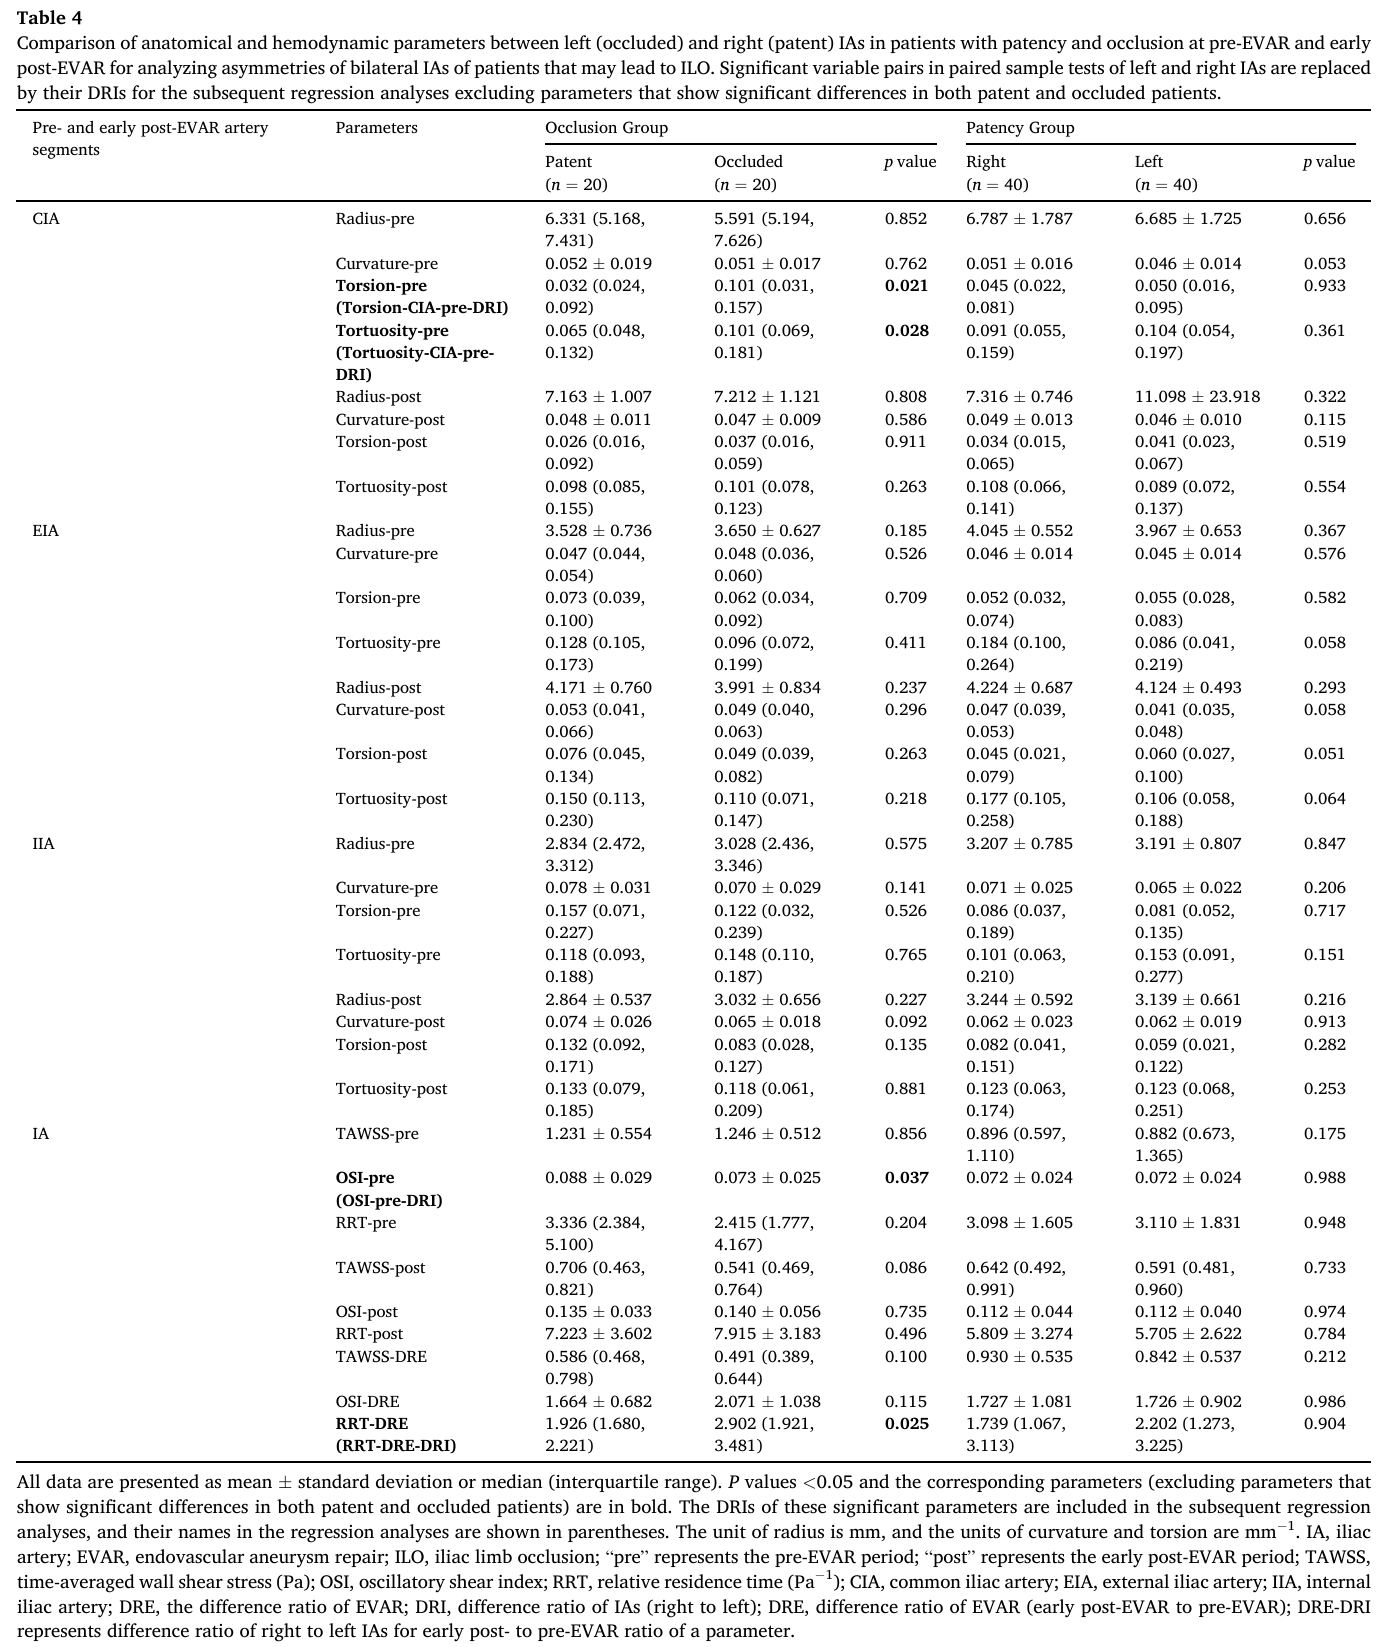 Table 4
Comparison of anatomical and hemodynamic parameters between left (occluded) and right (patent) IAs in patients with patency and occlusion at pre-EVAR and early
post-EVAR for analyzing asymmetries of bilateral IAs of patients that may lead to ILO. Significant variable pairs in paired sample tests of left and right IAs are replaced
by their DRIs for the subsequent regression analyses excluding parameters that show significant differences in both patent and occluded patients.
Pre- and early post-EVAR artery Parameters Occlusion Group Patency Group
segments
Patent Occluded p value Right Left p value
(n = 20) (n = 20) (n = 40) (n = 40)
CIA Radius-pre 6.331 (5.168, 5.591 (5.194, 0.852 6.787 ± 1.787 6.685 ± 1.725 0.656
7.431) 7.626)
Curvature-pre 0.052 ± 0.019 0.051 ± 0.017 0.762 0.051 ± 0.016 0.046 ± 0.014 0.053
Torsion-pre 0.032 (0.024, 0.101 (0.031, 0.021 0.045 (0.022, 0.050 (0.016, 0.933
(Torsion-CIA-pre-DRI) 0.092) 0.157) 0.081) 0.095)
Tortuosity-pre 0.065 (0.048, 0.101 (0.069, 0.028 0.091 (0.055, 0.104 (0.054, 0.361
(Tortuosity-CIA-pre- 0.132) 0.181) 0.159) 0.197)
DRI)
Radius-post 7.163 ± 1.007 7.212 ± 1.121 0.808 7.316 ± 0.746 11.098 ± 23.918 0.322
Curvature-post 0.048 ± 0.011 0.047 ± 0.009 0.586 0.049 ± 0.013 0.046 ± 0.010 0.115
Torsion-post 0.026 (0.016, 0.037 (0.016, 0.911 0.034 (0.015, 0.041 (0.023, 0.519
0.092) 0.059) 0.065) 0.067)
Tortuosity-post 0.098 (0.085, 0.101 (0.078, 0.263 0.108 (0.066, 0.089 (0.072, 0.554
0.155) 0.123) 0.141) 0.137)
EIA Radius-pre 3.528 ± 0.736 3.650 ± 0.627 0.185 4.045 ± 0.552 3.967 ± 0.653 0.367
Curvature-pre 0.047 (0.044, 0.048 (0.036, 0.526 0.046 ± 0.014 0.045 ± 0.014 0.576
0.054) 0.060)
Torsion-pre 0.073 (0.039, 0.062 (0.034, 0.709 0.052 (0.032, 0.055 (0.028, 0.582
0.100) 0.092) 0.074) 0.083)
Tortuosity-pre 0.128 (0.105, 0.096 (0.072, 0.411 0.184 (0.100, 0.086 (0.041, 0.058
0.173) 0.199) 0.264) 0.219)
Radius-post 4.171 ± 0.760 3.991 ± 0.834 0.237 4.224 ± 0.687 4.124 ± 0.493 0.293
Curvature-post 0.053 (0.041, 0.049 (0.040, 0.296 0.047 (0.039, 0.041 (0.035, 0.058
0.066) 0.063) 0.053) 0.048)
Torsion-post 0.076 (0.045, 0.049 (0.039, 0.263 0.045 (0.021, 0.060 (0.027, 0.051
0.134) 0.082) 0.079) 0.100)
Tortuosity-post 0.150 (0.113, 0.110 (0.071, 0.218 0.177 (0.105, 0.106 (0.058, 0.064
0.230) 0.147) 0.258) 0.188)
IIA Radius-pre 2.834 (2.472, 3.028 (2.436, 0.575 3.207 ± 0.785 3.191 ± 0.807 0.847
3.312) 3.346)
Curvature-pre 0.078 ± 0.031 0.070 ± 0.029 0.141 0.071 ± 0.025 0.065 ± 0.022 0.206
Torsion-pre 0.157 (0.071, 0.122 (0.032, 0.526 0.086 (0.037, 0.081 (0.052, 0.717
0.227) 0.239) 0.189) 0.135)
Tortuosity-pre 0.118 (0.093, 0.148 (0.110, 0.765 0.101 (0.063, 0.153 (0.091, 0.151
0.188) 0.187) 0.210) 0.277)
Radius-post 2.864 ± 0.537 3.032 ± 0.656 0.227 3.244 ± 0.592 3.139 ± 0.661 0.216
Curvature-post 0.074 ± 0.026 0.065 ± 0.018 0.092 0.062 ± 0.023 0.062 ± 0.019 0.913
Torsion-post 0.132 (0.092, 0.083 (0.028, 0.135 0.082 (0.041, 0.059 (0.021, 0.282
0.171) 0.127) 0.151) 0.122)
Tortuosity-post 0.133 (0.079, 0.118 (0.061, 0.881 0.123 (0.063, 0.123 (0.068, 0.253
0.185) 0.209) 0.174) 0.251)
IA TAWSS-pre 1.231 ± 0.554 1.246 ± 0.512 0.856 0.896 (0.597, 0.882 (0.673, 0.175
1.110) 1.365)
OSI-pre 0.088 ± 0.029 0.073 ± 0.025 0.037 0.072 ± 0.024 0.072 ± 0.024 0.988
(OSI-pre-DRI)
RRT-pre 3.336 (2.384, 2.415 (1.777, 0.204 3.098 ± 1.605 3.110 ± 1.831 0.948
5.100) 4.167)
TAWSS-post 0.706 (0.463, 0.541 (0.469, 0.086 0.642 (0.492, 0.591 (0.481, 0.733
0.821) 0.764) 0.991) 0.960)
OSI-post 0.135 ± 0.033 0.140 ± 0.056 0.735 0.112 ± 0.044 0.112 ± 0.040 0.974
RRT-post 7.223 ± 3.602 7.915 ± 3.183 0.496 5.809 ± 3.274 5.705 ± 2.622 0.784
TAWSS-DRE 0.586 (0.468, 0.491 (0.389, 0.100 0.930 ± 0.535 0.842 ± 0.537 0.212
0.798) 0.644)
OSI-DRE 1.664 ± 0.682 2.071 ± 1.038 0.115 1.727 ± 1.081 1.726 ± 0.902 0.986
RRT-DRE 1.926 (1.680, 2.902 (1.921, 0.025 1.739 (1.067, 2.202 (1.273, 0.904
(RRT-DRE-DRI) 2.221) 3.481) 3.113) 3.225)
All data are presented as mean ± standard deviation or median (interquartile range). P values <0.05 and the corresponding parameters (excluding parameters that
show significant differences in both patent and occluded patients) are in bold. The DRIs of these significant parameters are included in the subsequent regression
analyses, and their names in the regression analyses are shown in parentheses. The unit of radius is mm, and the units of curvature and torsion are mm⁻¹. IA, iliac
artery; EVAR, endovascular aneurysm repair; ILO, iliac limb occlusion; “pre” represents the pre-EVAR period; “post” represents the early post-EVAR period; TAWSS,
time-averaged wall shear stress (Pa); OSI, oscillatory shear index; RRT, relative residence time (Pa⁻¹); CIA, common iliac artery; EIA, external iliac artery; IIA, internal
iliac artery; DRE, the difference ratio of EVAR; DRI, difference ratio of IAs (right to left); DRE, difference ratio of EVAR (early post-EVAR to pre-EVAR); DRE-DRI
represents difference ratio of right to left IAs for early post- to pre-EVAR ratio of a parameter.